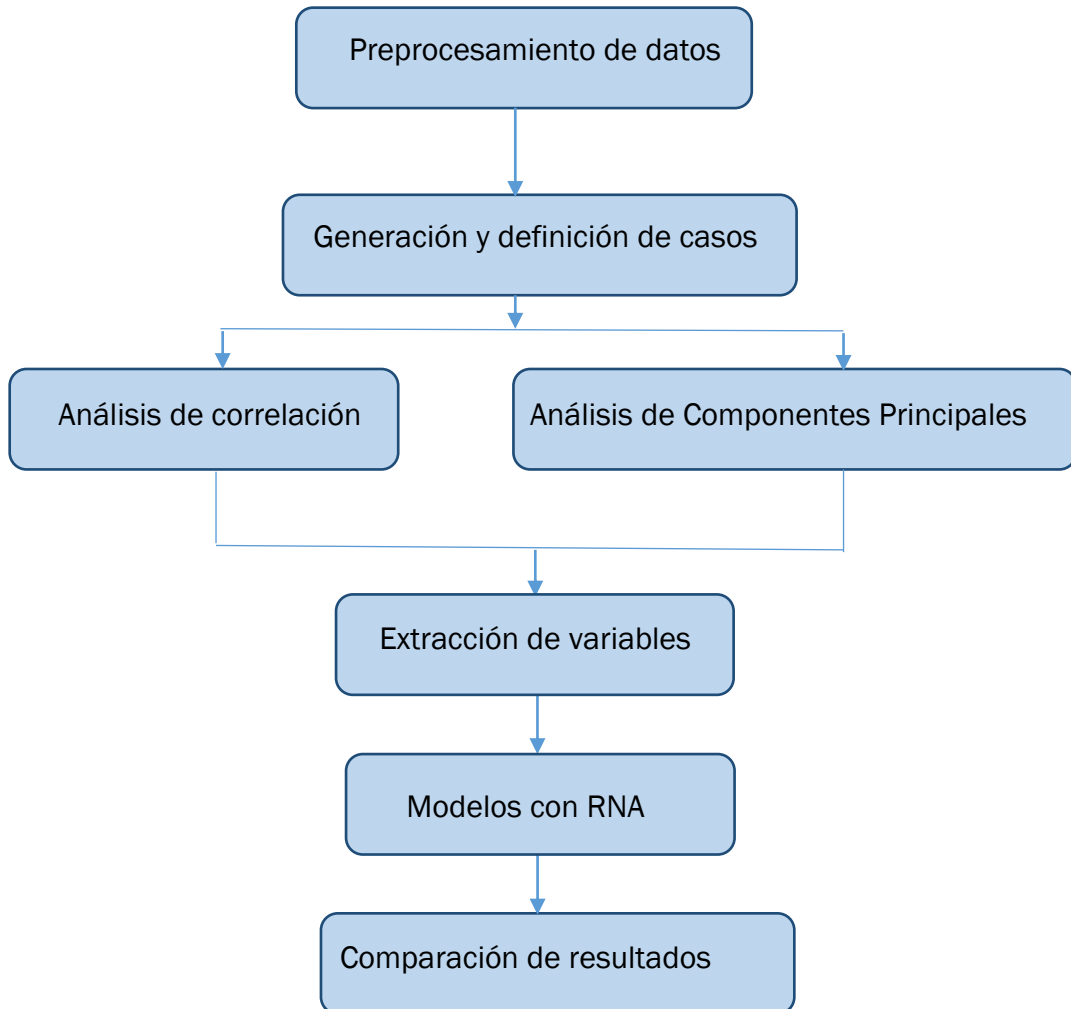 Preprocesamiento de datos
Generación y definición de casos
Análisis de correlación
Análisis de Componentes Principales
Extracción de variables
Modelos con RNA
Comparación de resultados